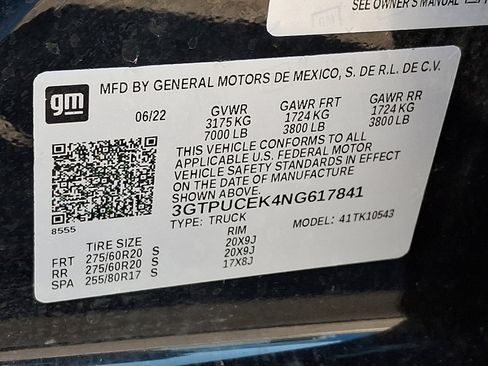 SEE OWNER'S MANUAL
gm
MFD BY GENERAL MOTORS DE MEXICO, S. DE R.L. DE C.V.
06/22 GVWR GAWR FRT GAWR RR
3175 KG 1724 KG 1724 KG
7000 LB 3800 LB 3800 LB
THIS VEHICLE CONFORMS TO ALL
APPLICABLE U.S. FEDERAL MOTOR
VEHICLE SAFETY STANDARDS IN EFFECT
ON THE DATE OF MANUFACTURE
SHOWN ABOVE.
3GTPUCEK4NG617841
8555 TYPE: TRUCK MODEL: 41TK10543
TIRE SIZE RIM
FRT 275/60R20 S 20X9J
RR 275/60R20 S 20X9J
SPA 255/80R17 S 17X8J